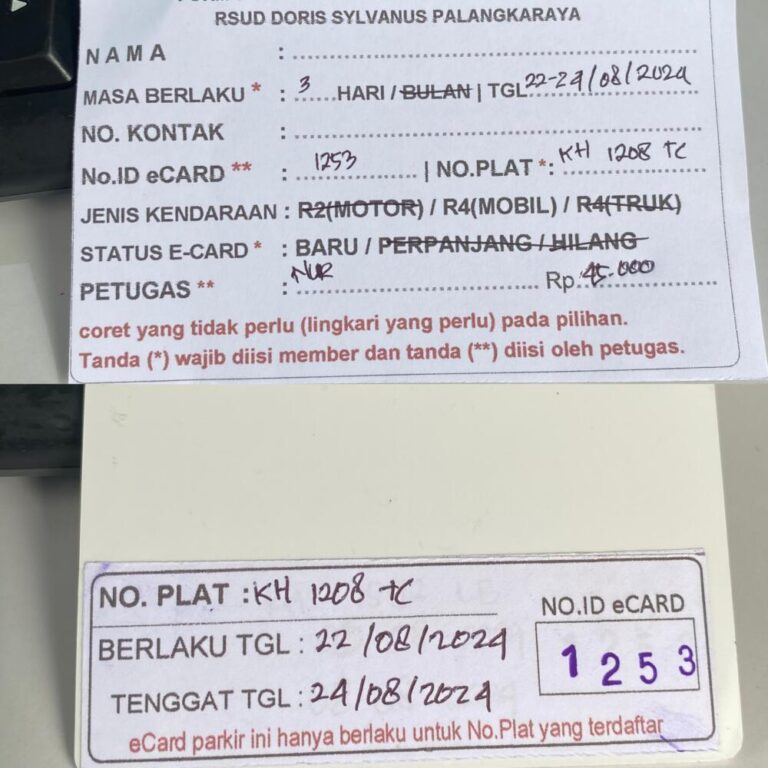 RSUD DORIS SYLVANUS PALANGKARAYA
NAMA :
MASA BERLAKU * : 3 HARI / BULAN | TGL 22-24/08/2024
NO. KONTAK :
No.ID eCARD ** : 1253 | NO.PLAT *: KH 1208 TC
JENIS KENDARAAN : R2(MOTOR) / R4(MOBIL) / R4(TRUK)
STATUS E-CARD * : BARU / PERPANJANG / HILANG
PETUGAS ** : NUR Rp. 45.000
coret yang tidak perlu (lingkari yang perlu) pada pilihan.
Tanda (*) wajib diisi member dan tanda (**) diisi oleh petugas.
NO. PLAT : KH 1208 TC
BERLAKU TGL : 22/08/2024
TENGGAT TGL : 24/08/2024
NO.ID eCARD
1253
eCard parkir ini hanya berlaku untuk No.Plat yang terdaftar